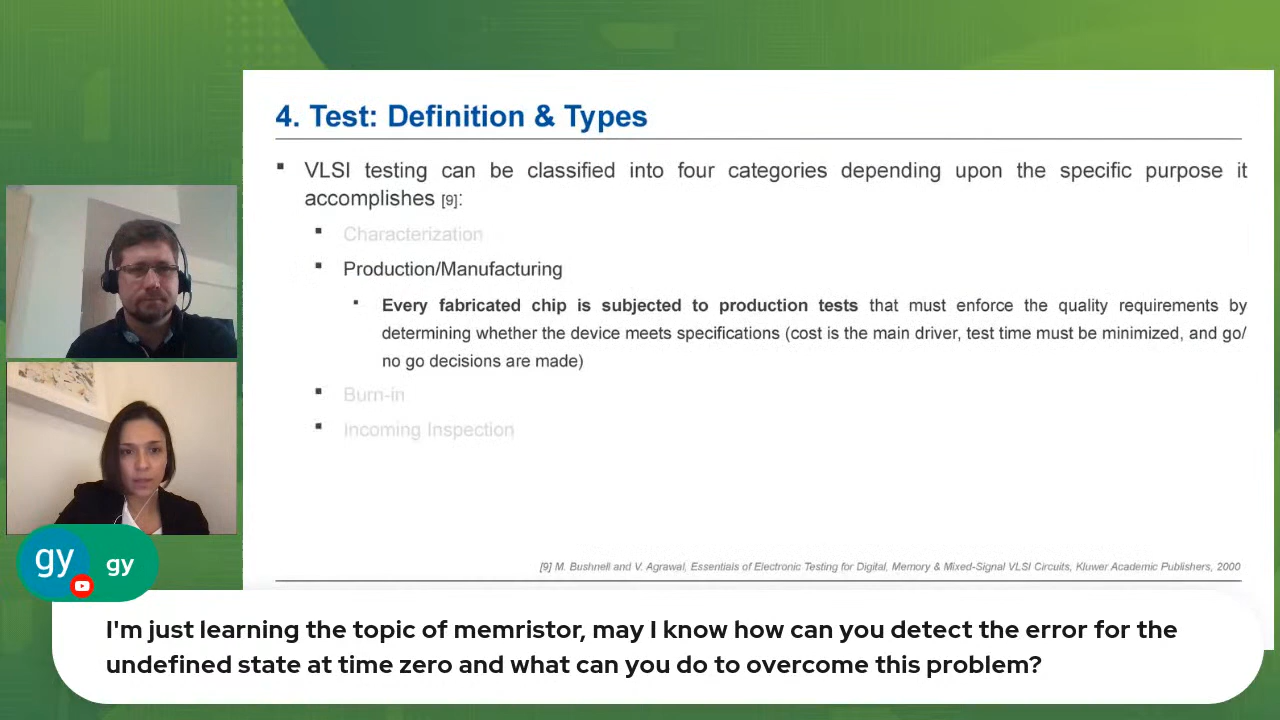 4. Test: Definition & Types
VLSI testing can be classified into four categories depending upon the specific purpose it
accomplishes [9]:
Characterization
Production/Manufacturing
Every fabricated chip is subjected to production tests that must enforce the quality requirements by
determining whether the device meets specifications (cost is the main driver, test time must be minimized, and go/
no go decisions are made)
Burn-in
Incoming Inspection
[9] M. Bushnell and V. Agrawal, Essentials of Electronic Testing for Digital, Memory & Mixed-Signal VLSI Circuits, Kluwer Academic Publishers, 2000
gy
gy
I'm just learning the topic of memristor, may I know how can you detect the error for the
undefined state at time zero and what can you do to overcome this problem?